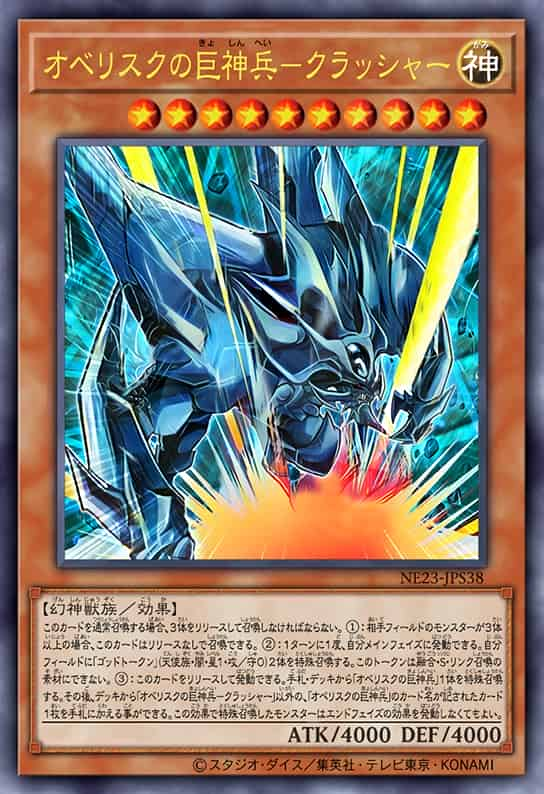 オベリスクの巨神兵－クラッシャー
神
NE23-JPS38
【幻神獣族／効果】
このカードを通常召喚する場合、3体をリリースして召喚しなければならない。①：相手フィールドのモンスターが3体
以上の場合、このカードはリリースなしで召喚できる。②：1ターンに1度、自分メインフェイズに発動できる。自分
フィールドに「ゴッドトークン」（天使族・闇・星1・攻／守0）2体を特殊召喚する。このトークンは融合・S・リンク召喚の
素材にできない。③：このカードをリリースして発動できる。手札・デッキから「オベリスクの巨神兵」1体を特殊召
喚する。その後、デッキから「オベリスクの巨神兵－クラッシャー」以外の、「オベリスクの巨神兵」のカード名が記されたカード
1枚を手札に加える事ができる。この効果で特殊召喚したモンスターはエンドフェイズの効果を発動しなくてもよい。
ATK/4000 DEF/4000
©スタジオ・ダイス／集英社・テレビ東京・KONAMI